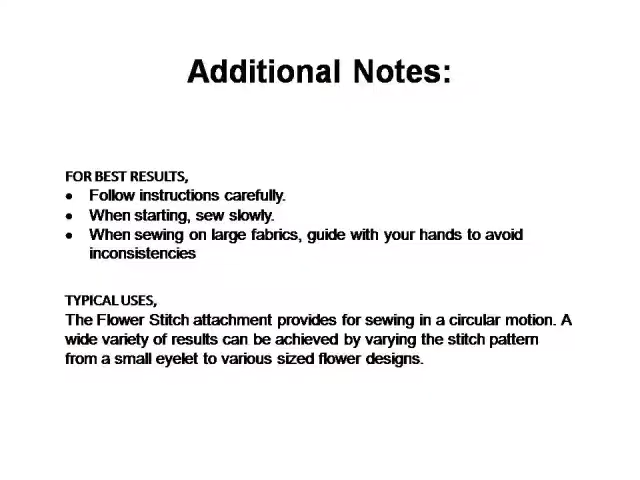 Additional Notes:
FOR BEST RESULTS,
• Follow instructions carefully.
• When starting, sew slowly.
• When sewing on large fabrics, guide with your hands to avoid
inconsistencies
TYPICAL USES,
The Flower Stitch attachment provides for sewing in a circular motion. A
wide variety of results can be achieved by varying the stitch pattern
from a small eyelet to various sized flower designs.